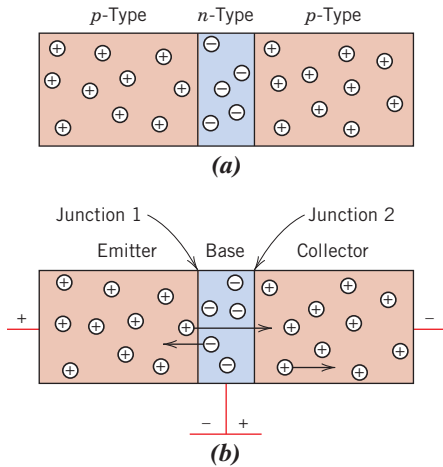 p-Type n-Type p-Type
(a)
Junction 1 Junction 2
Emitter Base Collector
+ –
– +
(b)